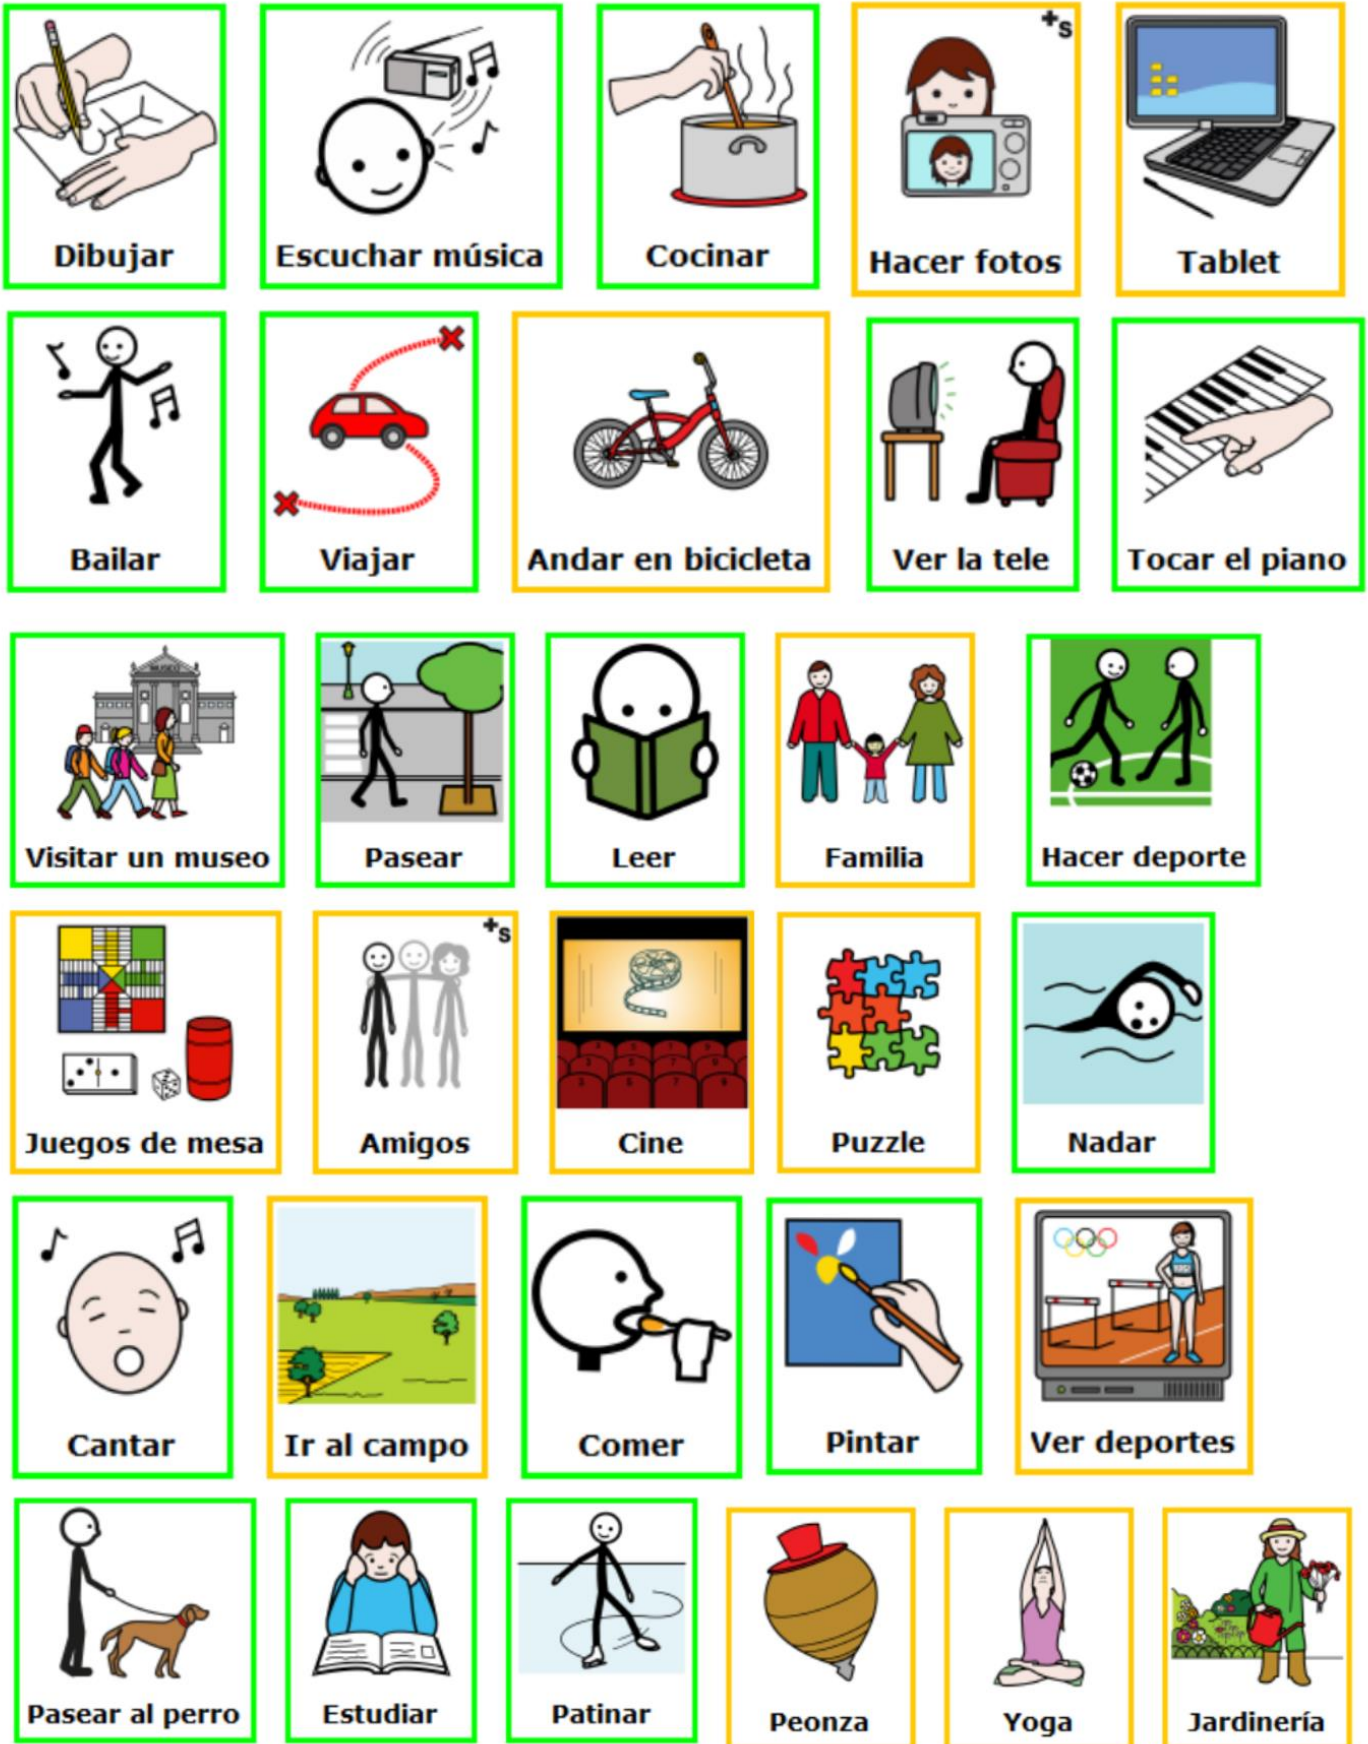 +s
Dibujar
Escuchar música
Cocinar
Hacer fotos
Tablet
Bailar
Viajar
Andar en bicicleta
Ver la tele
Tocar el piano
MUSEO
Visitar un museo
Pasear
Leer
Familia
Hacer deporte
+s
Juegos de mesa
Amigos
Cine
Puzzle
Nadar
Cantar
Ir al campo
Comer
Pintar
Ver deportes
Pasear al perro
Estudiar
Patinar
Peonza
Yoga
Jardinería